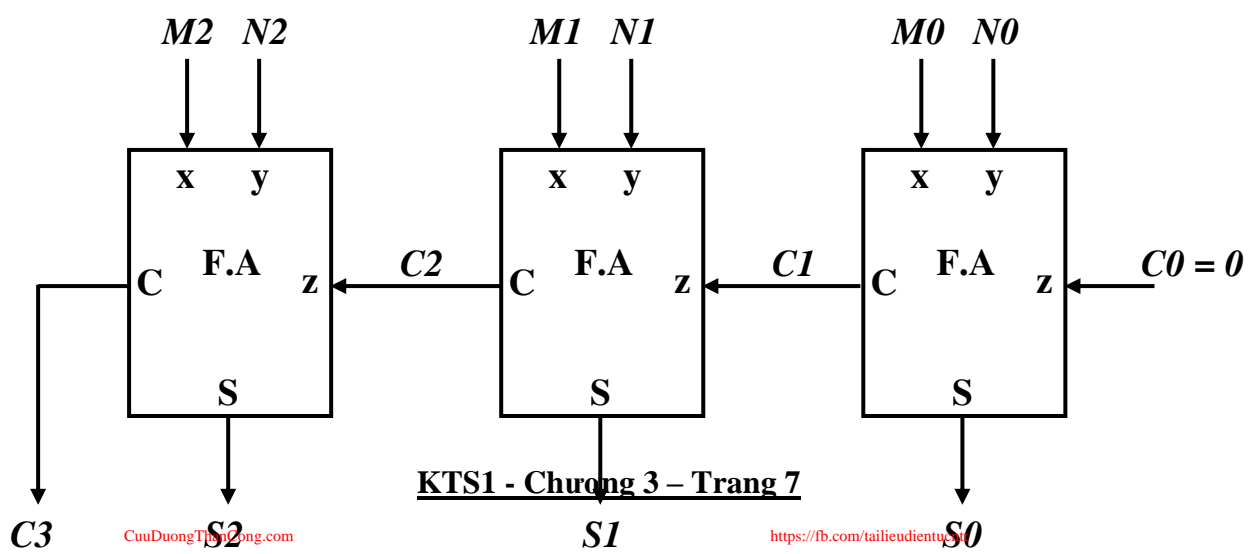 M2 N2 M1 N1 M0 N0
x y x y x y
F.A C2 F.A C1 F.A C0 = 0
C z C z C z
S S S
KTS1 - Chương 3 – Trang 7
C3 S2 S1 S0
CuuDuongThanCong.com https://fb.com/tailieudientucntt